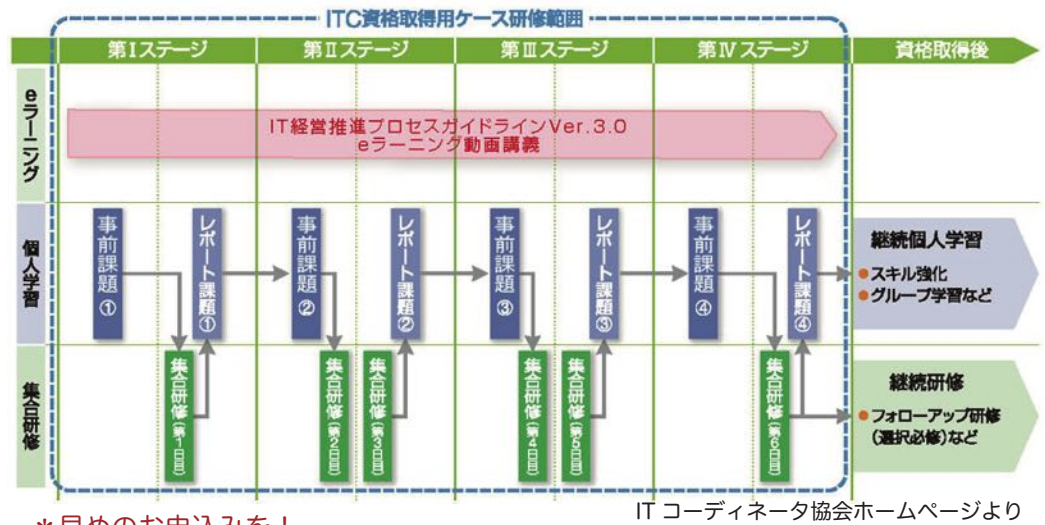 ITC資格取得用ケース研修範囲
第Ⅰステージ
第Ⅱステージ
第Ⅲステージ
第Ⅳステージ
資格取得後
eラーニング
IT経営推進プロセスガイドラインVer.3.0
eラーニング動画講義
個人学習
事前課題①
レポート課題①
事前課題②
レポート課題②
事前課題③
レポート課題③
事前課題④
レポート課題④
継続個人学習
●スキル強化
●グループ学習など
集合研修
集合研修(第1日目)
集合研修(第2日目)
集合研修(第3日目)
集合研修(第4日目)
集合研修(第5日目)
集合研修(第6日目)
継続研修
●フォローアップ研修
(選択必修)など
ITコーディネータ協会ホームページより
*早めのお申込みを!